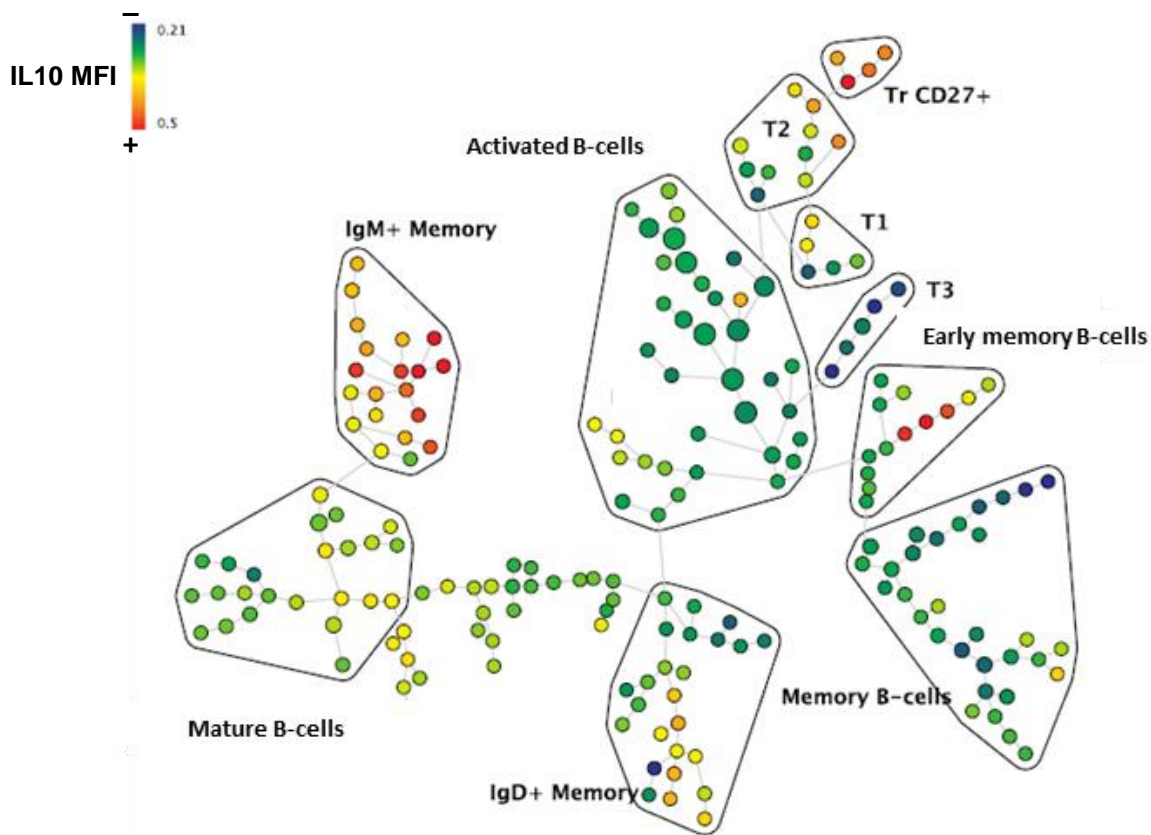 –
0.21
IL10 MFI
0.5
+
Tr CD27+
T2
Activated B-cells
T1
IgM+ Memory
T3
Early memory B-cells
Memory B-cells
Mature B-cells
IgD+ Memory